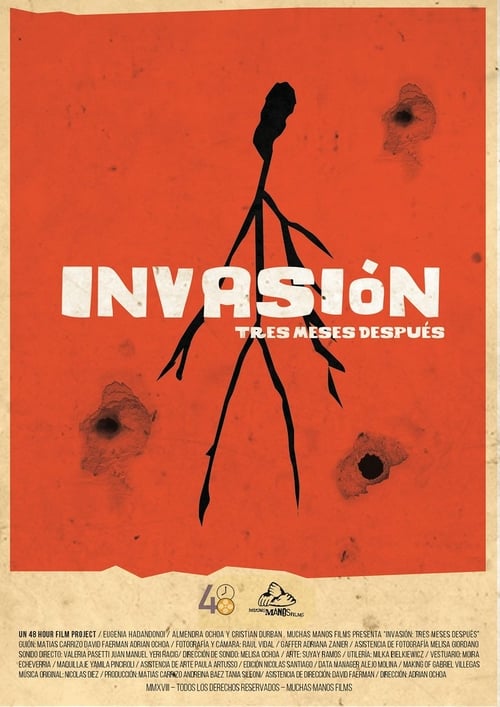 INVASIÓN
TRES MESES DESPUÉS
48
MUCHAS MANOS FILMS
UN 48 HOUR FILM PROJECT / EUGENIA HADANDONIOU / ALMENDRA OCHOA Y CRISTIAN DURBAN . MUCHAS MANOS FILMS PRESENTA "INVASIÓN: TRES MESES DESPUÉS"
GUIÓN: MATIAS CARRIZO DAVID FAERMAN ADRIAN OCHOA / FOTOGRAFÍA Y CÁMARA: RAUL VIDAL / GAFFER ADRIANA ZANIER / ASISTENCIA DE FOTOGRAFÍA MELISA GIORDANO
SONIDO DIRECTO: VALERIA PASETTI JUAN MANUEL YEFI RACIG / DIRECCIÓN DE SONIDO: MELISA OCHOA / ARTE: SUYAY RAMOS / UTILERÍA: MILKA BIELKIEWICZ / VESTUARIO: MOIRA
ECHEVERRIA / MAQUILLAJE: YAMILA PINCIROLI / ASISTENCIA DE ARTE PAULA ARTUSSO / EDICIÓN NICOLAS SANTIAGO / DATA MANAGER ALEJO MOLINA / MAKING OF GABRIEL VILLEGAS
MÚSICA ORIGINAL: NICOLAS DIEZ / PRODUCCIÓN: MATIAS CARRIZO ANDREINA BAEZ TANIA SILEONI / ASISTENCIA DE DIRECCIÓN: DAVID FAERMAN / DIRECCIÓN: ADRIAN OCHOA
MMXVIII – TODOS LOS DERECHOS RESERVADOS – MUCHAS MANOS FILMS